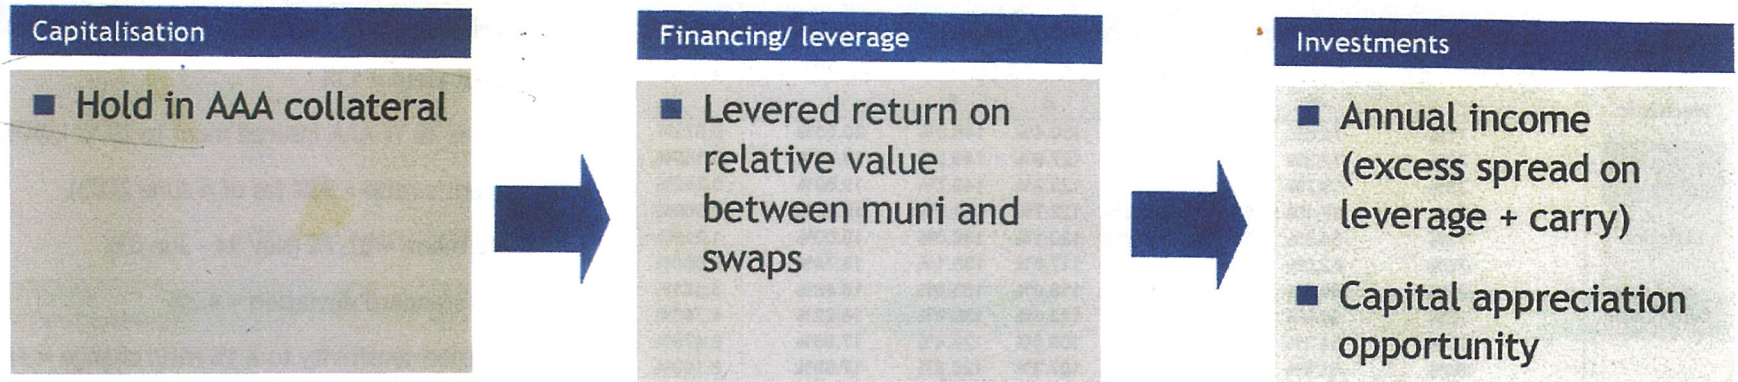 Capitalisation
■ Hold in AAA collateral
Financing/ leverage
■ Levered return on
relative value
between muni and
swaps
Investments
■ Annual income
(excess spread on
leverage + carry)
■ Capital appreciation
opportunity